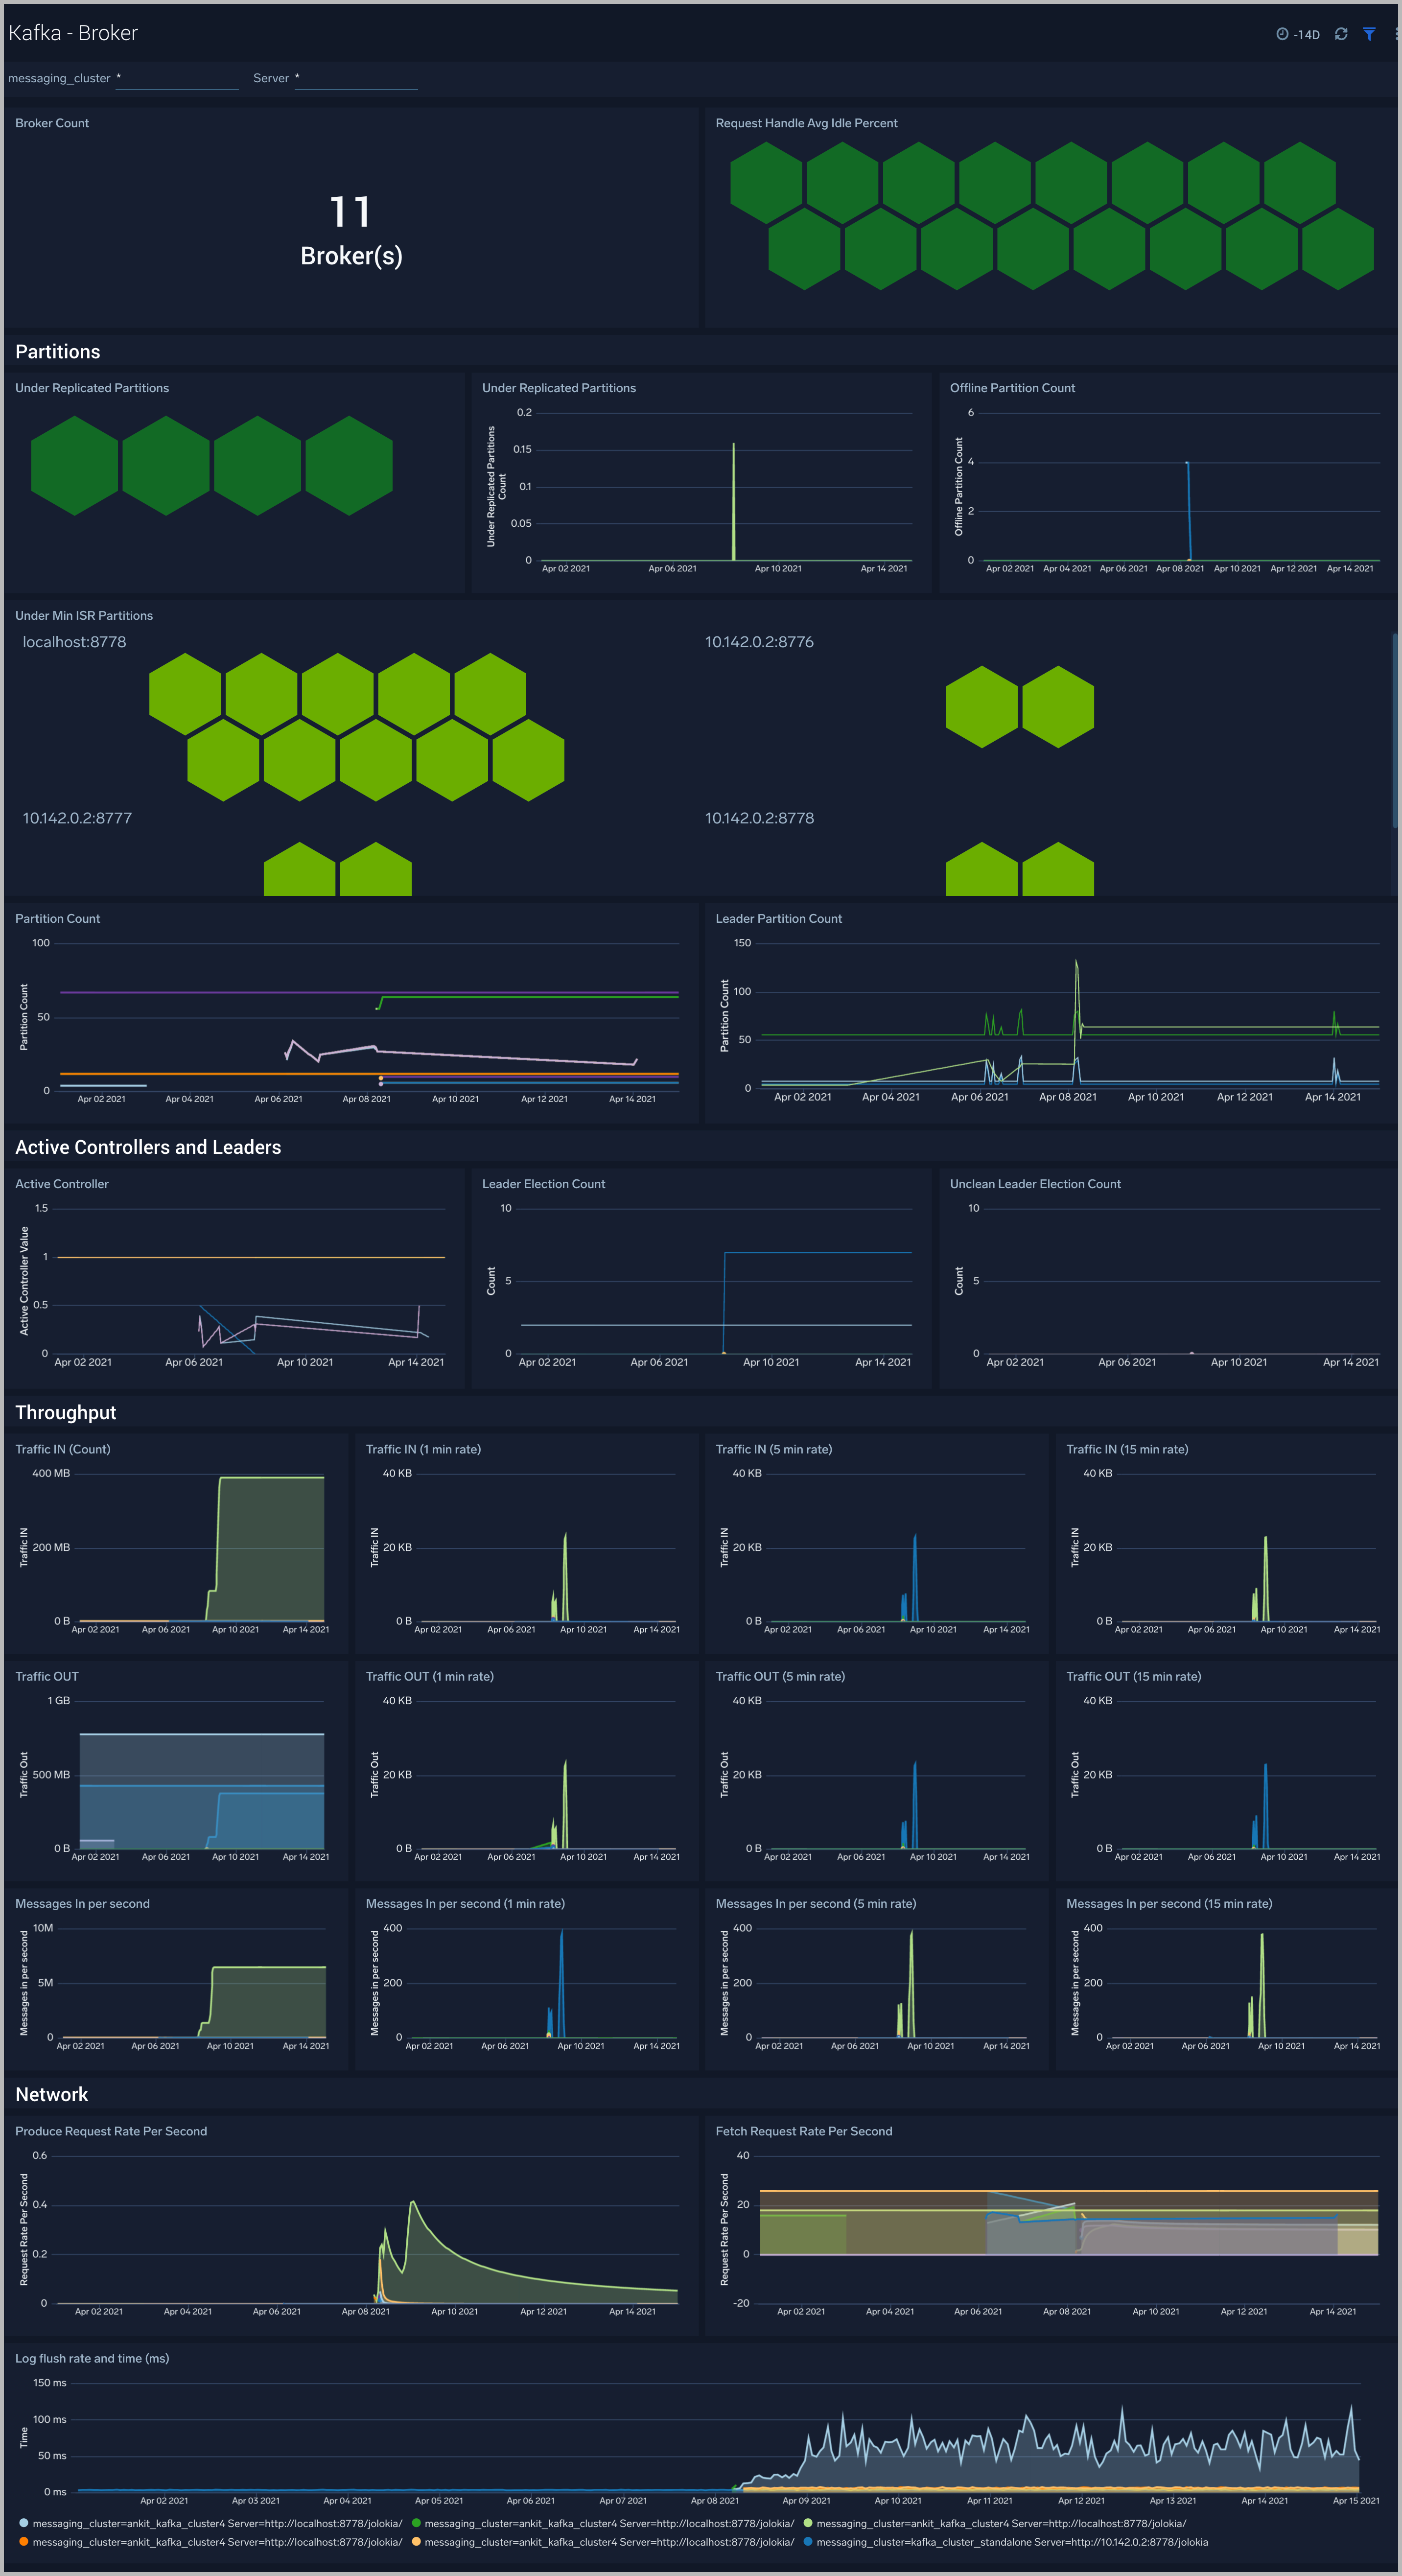 Kafka - Broker
-14D
messaging_cluster *
Server *
Broker Count
11
Broker(s)
Request Handle Avg Idle Percent
Partitions
Under Replicated Partitions
Under Replicated Partitions
Under Replicated Partitions
Count
0.2
0.15
0.1
0.05
0
Apr 02 2021 Apr 06 2021 Apr 10 2021 Apr 14 2021
Offline Partition Count
Offline Partition Count
6
4
2
0
Apr 02 2021 Apr 04 2021 Apr 06 2021 Apr 08 2021 Apr 10 2021 Apr 12 2021 Apr 14 2021
Under Min ISR Partitions
localhost:8778
10.142.0.2:8776
10.142.0.2:8777
10.142.0.2:8778
Partition Count
Partition Count
100
50
0
Apr 02 2021 Apr 04 2021 Apr 06 2021 Apr 08 2021 Apr 10 2021 Apr 12 2021 Apr 14 2021
Leader Partition Count
Partition Count
150
100
50
0
Apr 02 2021 Apr 04 2021 Apr 06 2021 Apr 08 2021 Apr 10 2021 Apr 12 2021 Apr 14 2021
Active Controllers and Leaders
Active Controller
Active Controller Value
1.5
1
0.5
0
Apr 02 2021 Apr 06 2021 Apr 10 2021 Apr 14 2021
Leader Election Count
Count
10
5
0
Apr 02 2021 Apr 06 2021 Apr 10 2021 Apr 14 2021
Unclean Leader Election Count
Count
10
5
0
Apr 02 2021 Apr 06 2021 Apr 10 2021 Apr 14 2021
Throughput
Traffic IN (Count)
Traffic IN
400 MB
200 MB
0 B
Apr 02 2021 Apr 06 2021 Apr 10 2021 Apr 14 2021
Traffic IN (1 min rate)
Traffic IN
40 KB
20 KB
0 B
Apr 02 2021 Apr 06 2021 Apr 10 2021 Apr 14 2021
Traffic IN (5 min rate)
Traffic IN
40 KB
20 KB
0 B
Apr 02 2021 Apr 06 2021 Apr 10 2021 Apr 14 2021
Traffic IN (15 min rate)
Traffic IN
40 KB
20 KB
0 B
Apr 02 2021 Apr 06 2021 Apr 10 2021 Apr 14 2021
Traffic OUT
Traffic Out
1 GB
500 MB
0 B
Apr 02 2021 Apr 06 2021 Apr 10 2021 Apr 14 2021
Traffic OUT (1 min rate)
Traffic Out
40 KB
20 KB
0 B
Apr 02 2021 Apr 06 2021 Apr 10 2021 Apr 14 2021
Traffic OUT (5 min rate)
Traffic Out
40 KB
20 KB
0 B
Apr 02 2021 Apr 06 2021 Apr 10 2021 Apr 14 2021
Traffic OUT (15 min rate)
Traffic Out
40 KB
20 KB
0 B
Apr 02 2021 Apr 06 2021 Apr 10 2021 Apr 14 2021
Messages In per second
Messages in per second
10M
5M
0
Apr 02 2021 Apr 06 2021 Apr 10 2021 Apr 14 2021
Messages In per second (1 min rate)
Messages in per second
400
200
0
Apr 02 2021 Apr 06 2021 Apr 10 2021 Apr 14 2021
Messages In per second (5 min rate)
Messages in per second
400
200
0
Apr 02 2021 Apr 06 2021 Apr 10 2021 Apr 14 2021
Messages In per second (15 min rate)
Messages in per second
400
200
0
Apr 02 2021 Apr 06 2021 Apr 10 2021 Apr 14 2021
Network
Produce Request Rate Per Second
Request Rate Per Second
0.6
0.4
0.2
0
Apr 02 2021 Apr 04 2021 Apr 06 2021 Apr 08 2021 Apr 10 2021 Apr 12 2021 Apr 14 2021
Fetch Request Rate Per Second
Request Rate Per Second
40
20
0
-20
Apr 02 2021 Apr 04 2021 Apr 06 2021 Apr 08 2021 Apr 10 2021 Apr 12 2021 Apr 14 2021
Log flush rate and time (ms)
Time
150 ms
100 ms
50 ms
0 ms
Apr 02 2021 Apr 03 2021 Apr 04 2021 Apr 05 2021 Apr 06 2021 Apr 07 2021 Apr 08 2021 Apr 09 2021 Apr 10 2021 Apr 11 2021 Apr 12 2021 Apr 13 2021 Apr 14 2021 Apr 15 2021
messaging_cluster=ankit_kafka_cluster4 Server=http://localhost:8778/jolokia/ messaging_cluster=ankit_kafka_cluster4 Server=http://localhost:8778/jolokia/ messaging_cluster=ankit_kafka_cluster4 Server=http://localhost:8778/jolokia/
messaging_cluster=ankit_kafka_cluster4 Server=http://localhost:8778/jolokia/ messaging_cluster=ankit_kafka_cluster4 Server=http://localhost:8778/jolokia/ messaging_cluster=kafka_cluster_standalone Server=http://10.142.0.2:8778/jolokia